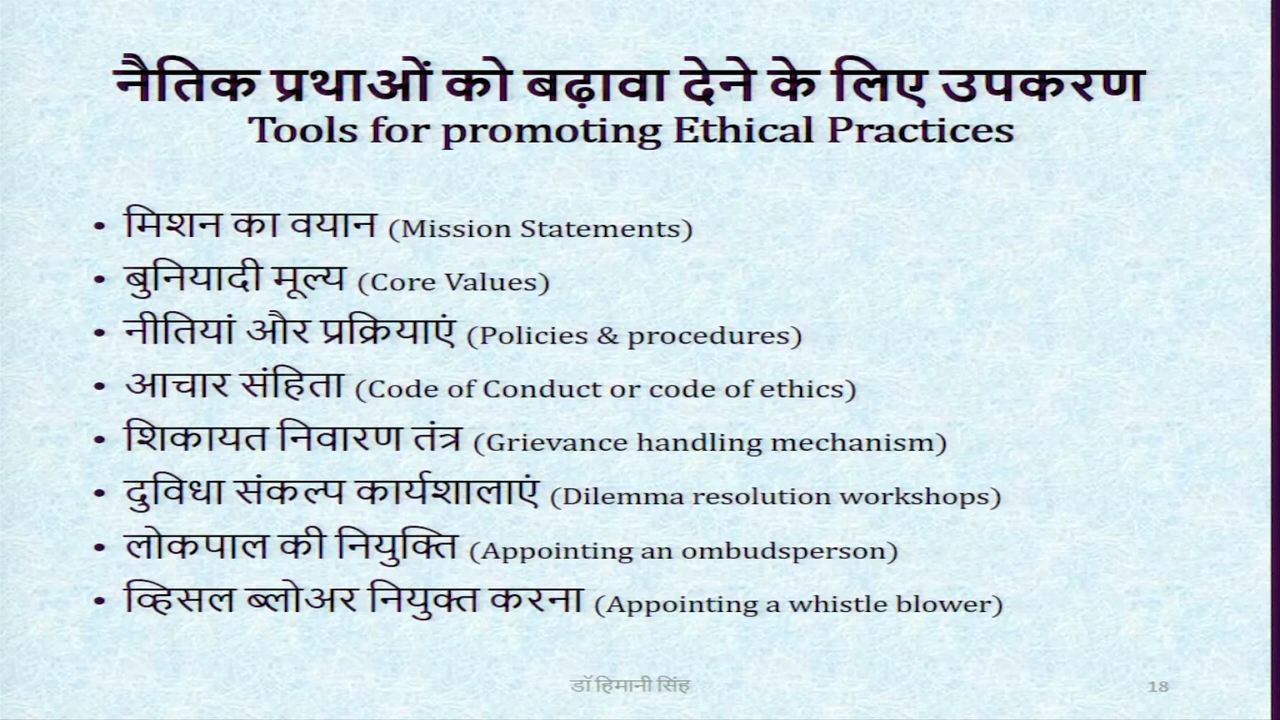 नैतिक प्रथाओं को बढ़ावा देने के लिए उपकरण
Tools for promoting Ethical Practices
• मिशन का वयान (Mission Statements)
• बुनियादी मूल्य (Core Values)
• नीतियां और प्रक्रियाएं (Policies & procedures)
• आचार संहिता (Code of Conduct or code of ethics)
• शिकायत निवारण तंत्र (Grievance handling mechanism)
• दुविधा संकल्प कार्यशालाएं (Dilemma resolution workshops)
• लोकपाल की नियुक्ति (Appointing an ombudsperson)
• व्हिसल ब्लोअर नियुक्त करना (Appointing a whistle blower)
डॉ हिमानी सिंह
18